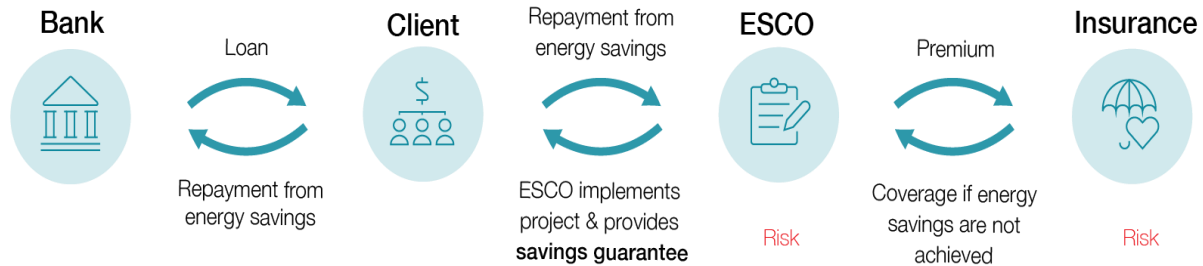 Bank
Client
ESCO
Insurance
Loan
Repayment from
energy savings
Premium
$
Repayment from
energy savings
ESCO implements
project & provides
savings guarantee
Risk
Coverage if energy
savings are not
achieved
Risk